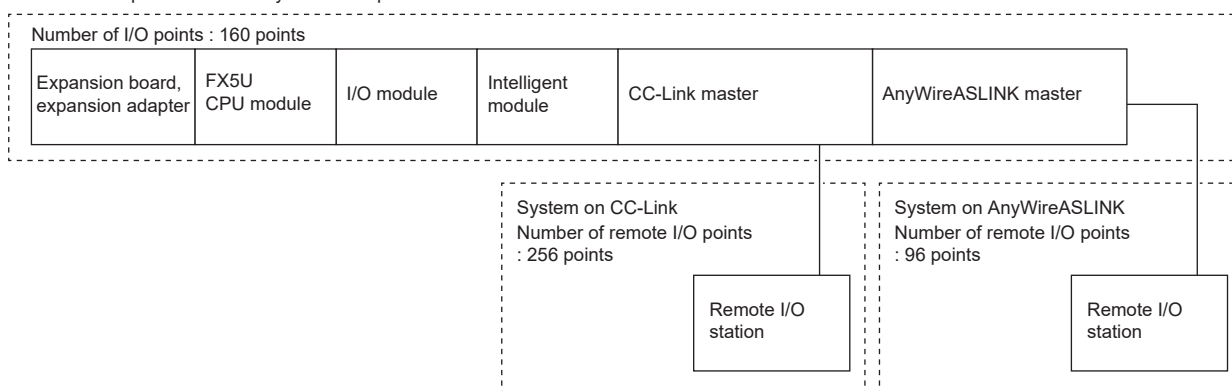 Number of I/O points : 160 points
Expansion board,
expansion adapter
FX5U
CPU module
I/O module
Intelligent
module
CC-Link master
AnyWireASLINK master
System on CC-Link
Number of remote I/O points
: 256 points
System on AnyWireASLINK
Number of remote I/O points
: 96 points
Remote I/O
station
Remote I/O
station